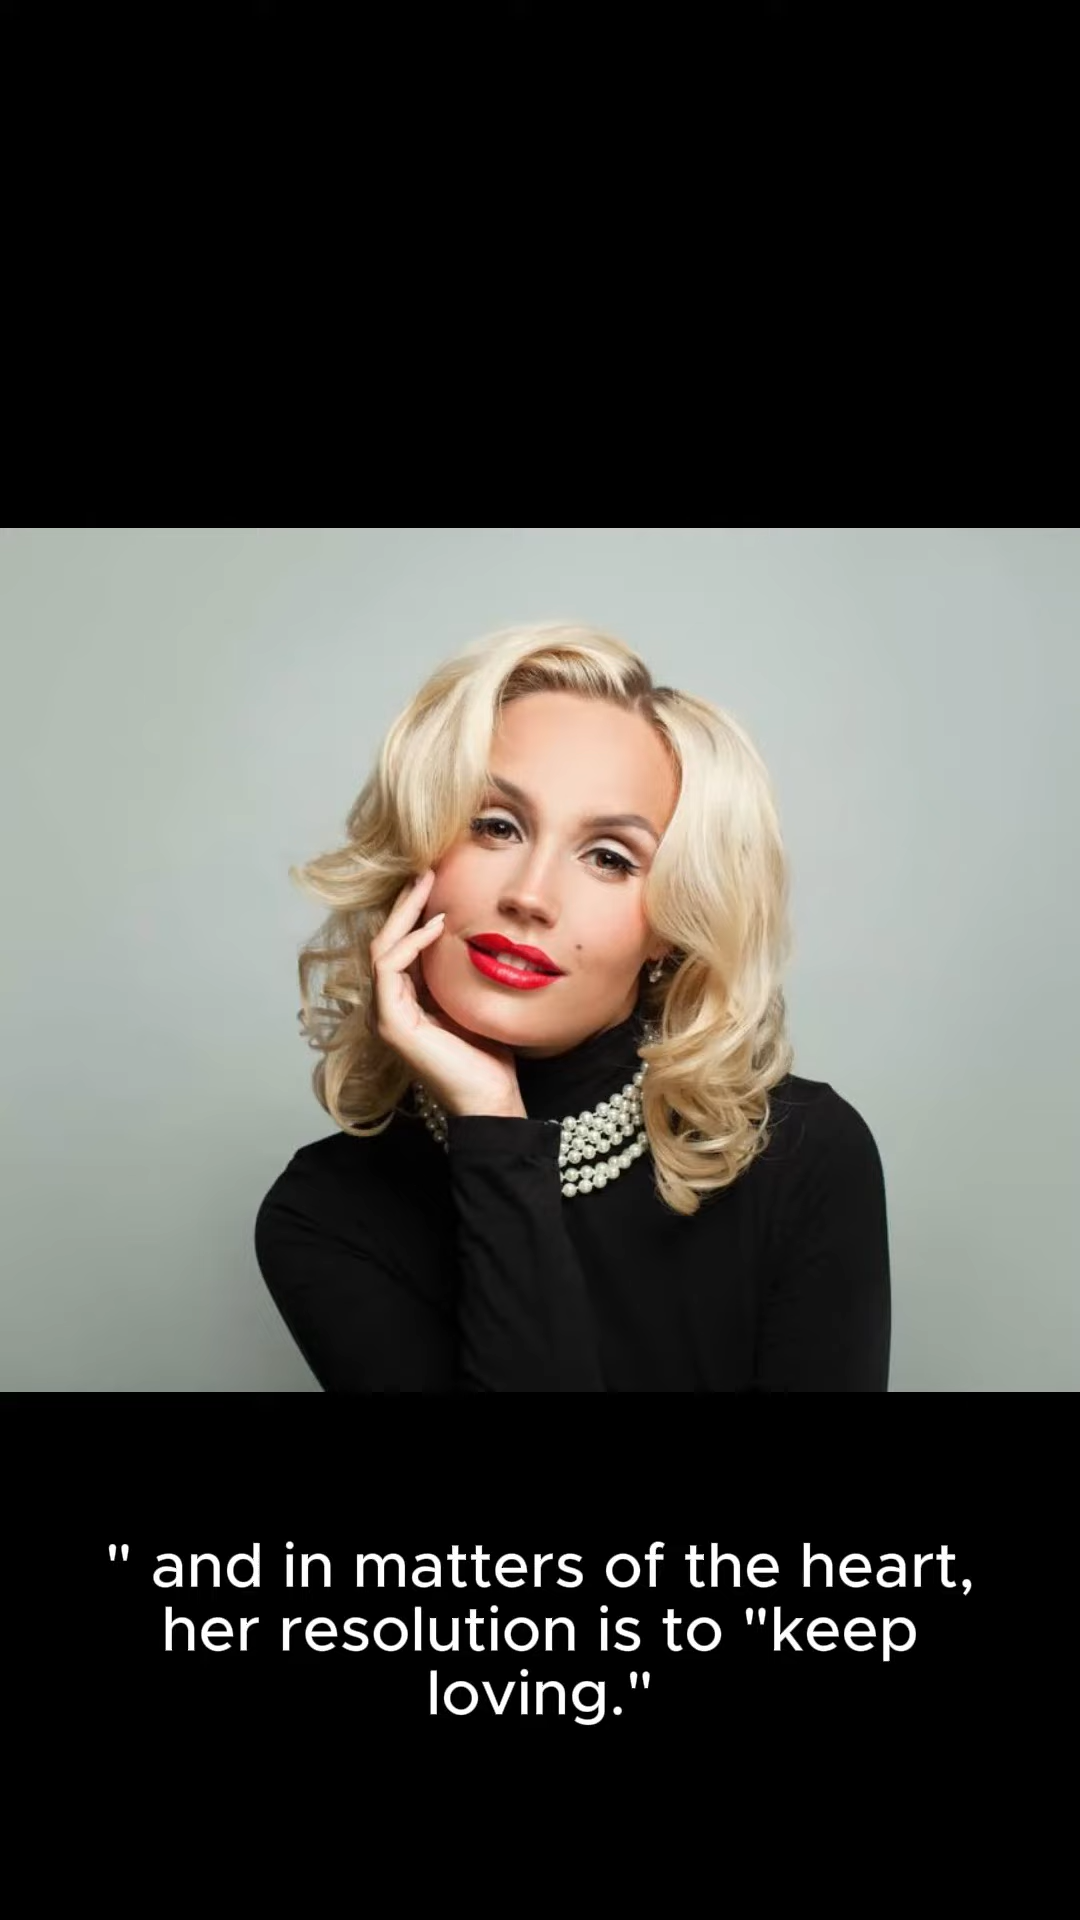 " and in matters of the heart,
her resolution is to "keep
loving."